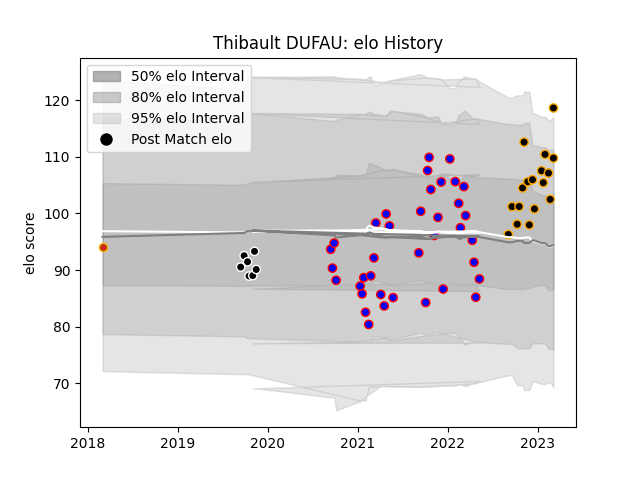 Thibault DUFAU: elo History
50% elo Interval
80% elo Interval
95% elo Interval
Post Match elo
elo score
120
110
100
90
80
70
2018
2019
2020
2021
2022
2023